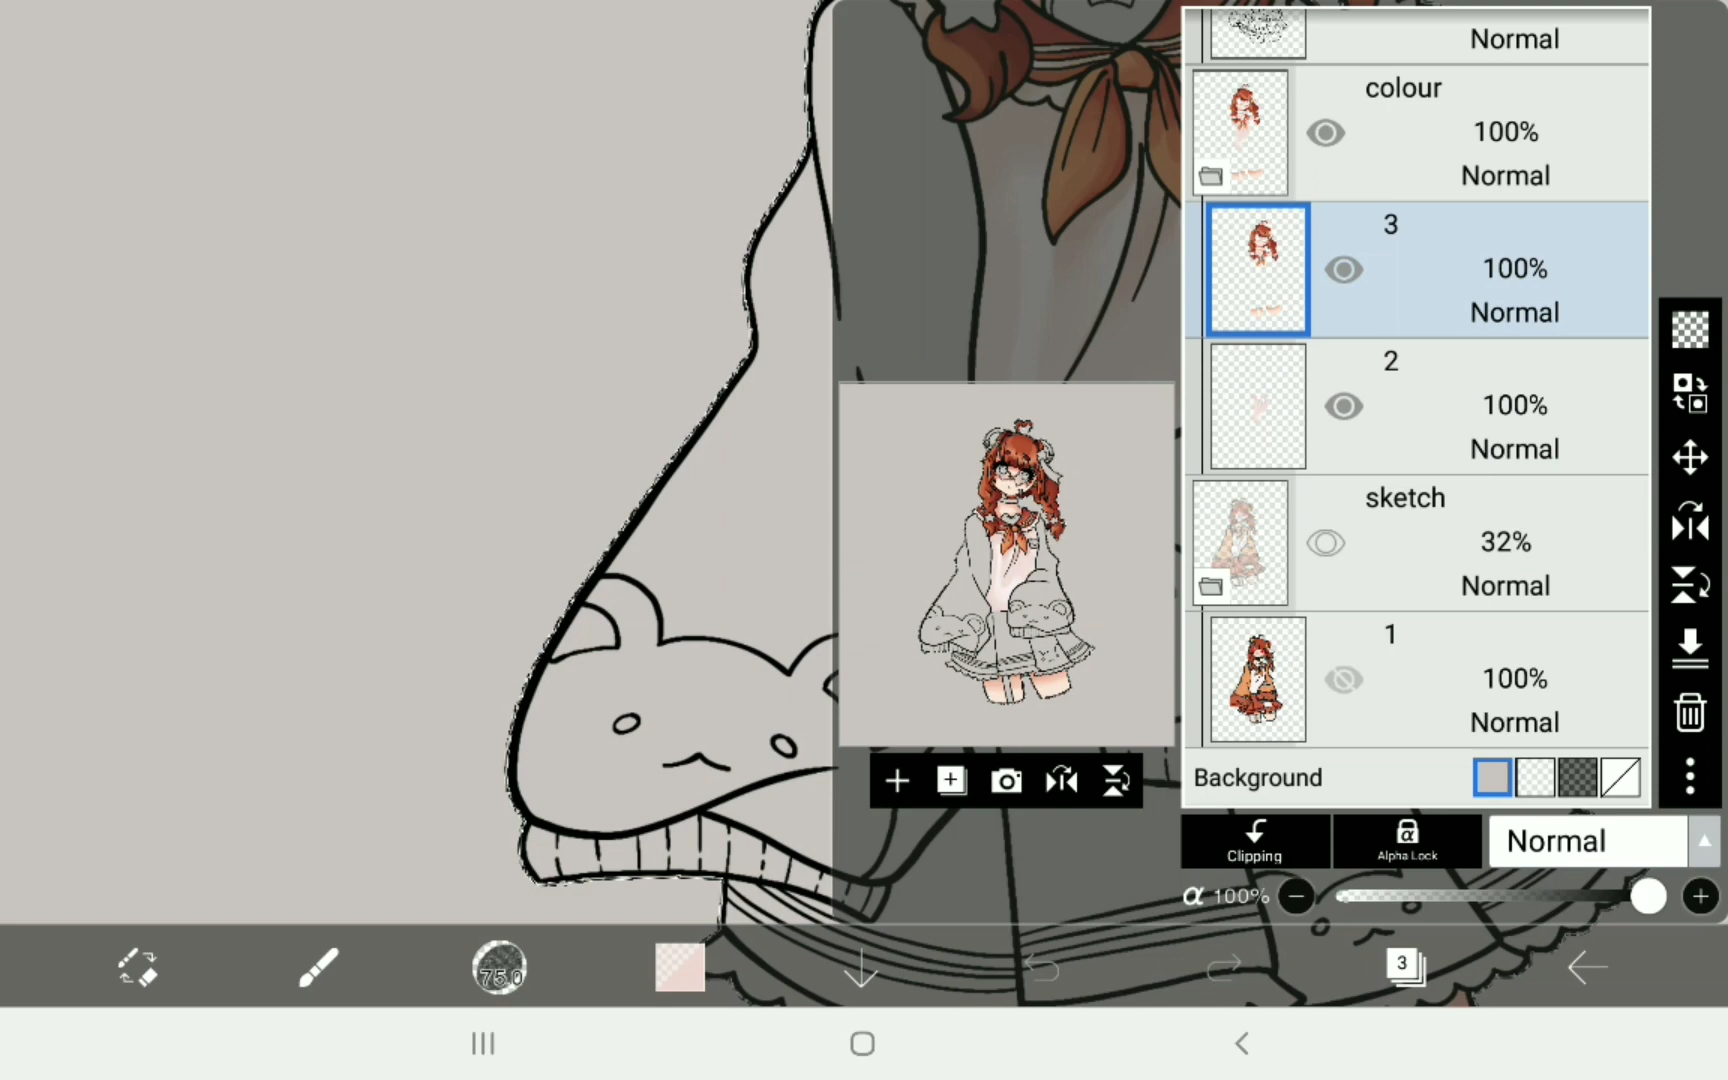 Normal
colour
100%
Normal
3
100%
Normal
2
100%
Normal
sketch
32%
Normal
1
100%
Normal
Background
Clipping
α
Alpha Lock
Normal
α 100%
75.0
3